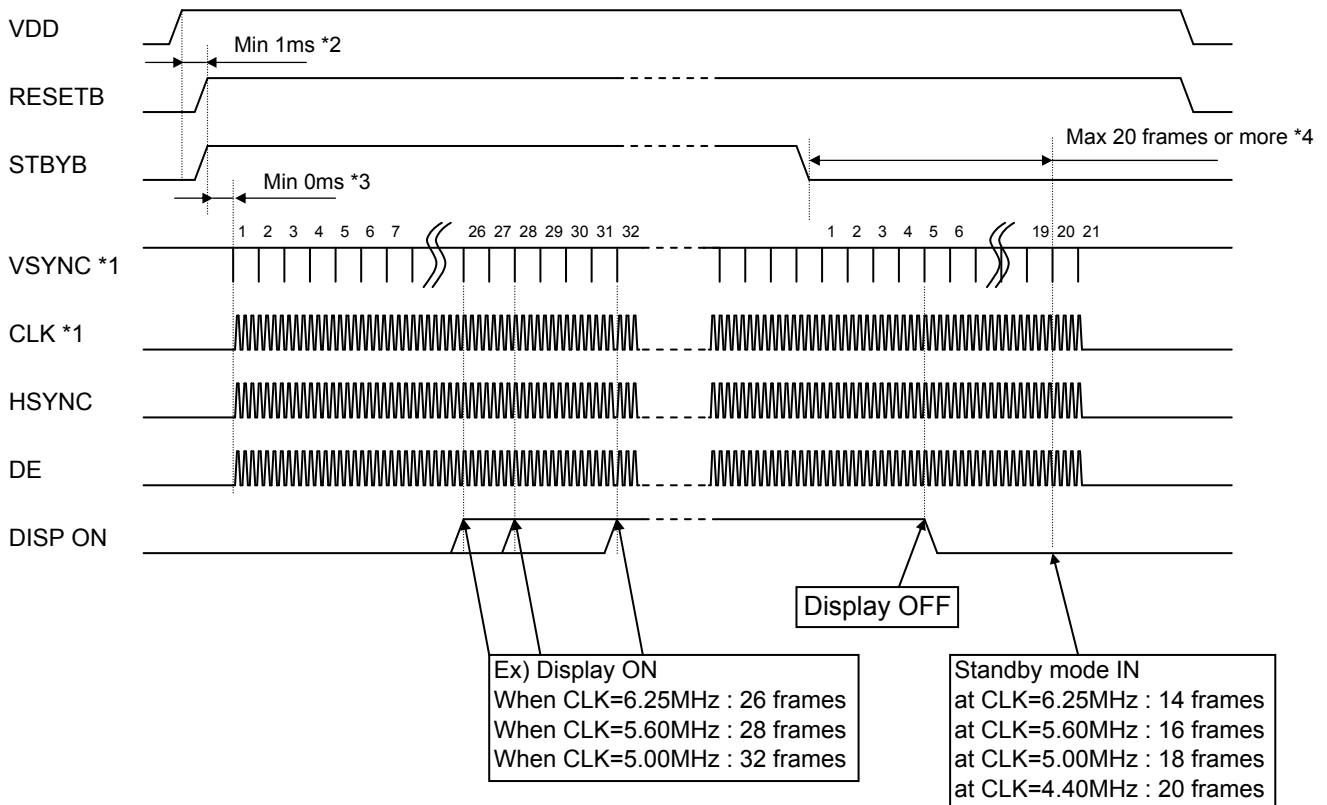 VDD
Min 1ms *2
RESETB
Max 20 frames or more *4
STBYB
Min 0ms *3
1 2 3 4 5 6 7 26 27 28 29 30 31 32 1 2 3 4 5 6 19 20 21
VSYNC *1
CLK *1
HSYNC
DE
DISP ON
Display OFF
Ex) Display ON
When CLK=6.25MHz : 26 frames
When CLK=5.60MHz : 28 frames
When CLK=5.00MHz : 32 frames
Standby mode IN
at CLK=6.25MHz : 14 frames
at CLK=5.60MHz : 16 frames
at CLK=5.00MHz : 18 frames
at CLK=4.40MHz : 20 frames